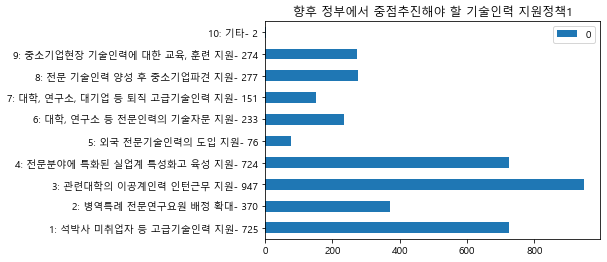 향후 정부에서 중점추진해야 할 기술인력 지원정책1
0
10: 기타- 2
9: 중소기업현장 기술인력에 대한 교육, 훈련 지원- 274
8: 전문 기술인력 양성 후 중소기업파견 지원- 277
7: 대학, 연구소, 대기업 등 퇴직 고급기술인력 지원- 151
6: 대학, 연구소 등 전문인력의 기술자문 지원- 233
5: 외국 전문기술인력의 도입 지원- 76
4: 전문분야에 특화된 실업계 특성화고 육성 지원- 724
3: 관련대학의 이공계인력 인턴근무 지원- 947
2: 병역특례 전문연구요원 배정 확대- 370
1: 석박사 미취업자 등 고급기술인력 지원- 725
0 200 400 600 800